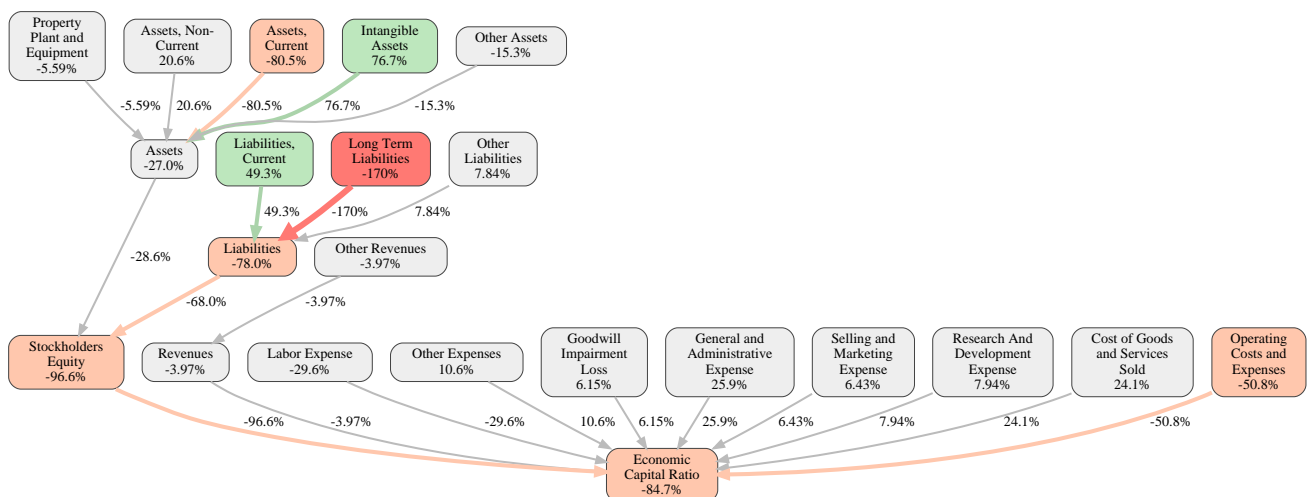 Property
Plant and
Equipment
-5.59%
Assets, Non-
Current
20.6%
Assets,
Current
-80.5%
Intangible
Assets
76.7%
Other Assets
-15.3%
-5.59%
20.6%
-80.5%
76.7%
-15.3%
Assets
-27.0%
Liabilities,
Current
49.3%
Long Term
Liabilities
-170%
Other
Liabilities
7.84%
49.3%
-170%
7.84%
-28.6%
Liabilities
-78.0%
Other Revenues
-3.97%
-68.0%
-3.97%
Stockholders
Equity
-96.6%
Revenues
-3.97%
Labor Expense
-29.6%
Other Expenses
10.6%
Goodwill
Impairment
Loss
6.15%
General and
Administrative
Expense
25.9%
Selling and
Marketing
Expense
6.43%
Research And
Development
Expense
7.94%
Cost of Goods
and Services
Sold
24.1%
Operating
Costs and
Expenses
-50.8%
-96.6%
-3.97%
-29.6%
10.6%
6.15%
25.9%
6.43%
7.94%
24.1%
-50.8%
Economic
Capital Ratio
-84.7%